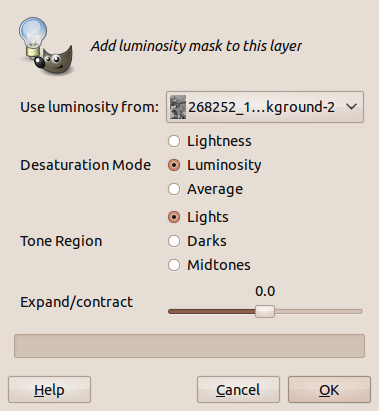 Add luminosity mask to this layer
Use luminosity from: 268252_1...kground-2
Lightness
Desaturation Mode Luminosity
Average
Lights
Tone Region Darks
Midtones
0.0
Expand/contract
Help Cancel OK